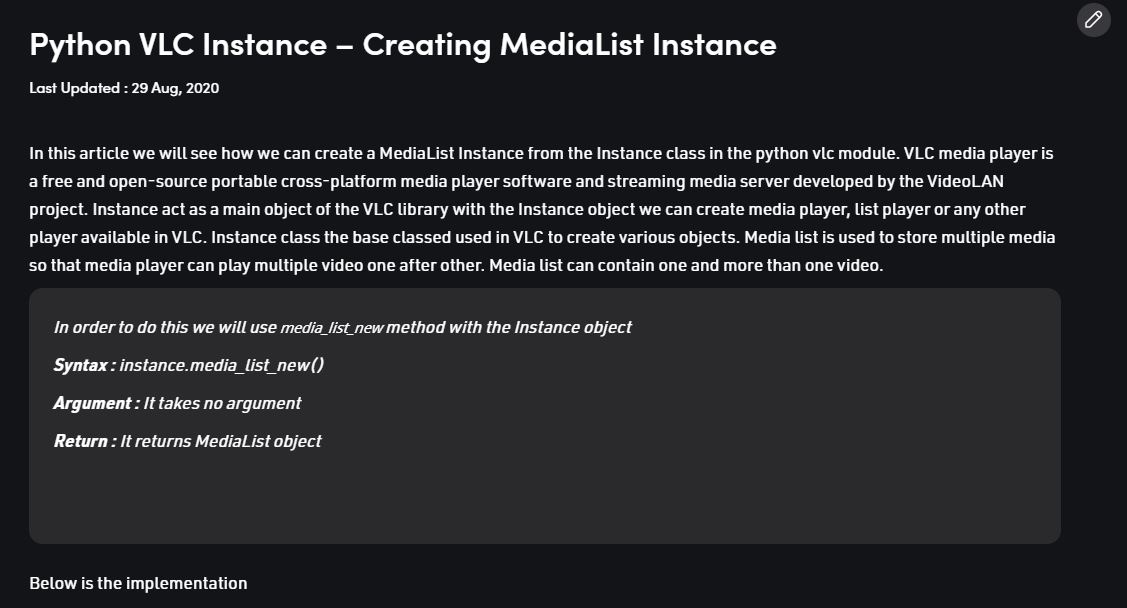 Python VLC Instance – Creating MediaList Instance
Last Updated : 29 Aug, 2020
In this article we will see how we can create a MediaList Instance from the Instance class in the python vlc module. VLC media player is
a free and open-source portable cross-platform media player software and streaming media server developed by the VideoLAN
project. Instance act as a main object of the VLC library with the Instance object we can create media player, list player or any other
player available in VLC. Instance class the base classed used in VLC to create various objects. Media list is used to store multiple media
so that media player can play multiple video one after other. Media list can contain one and more than one video.
In order to do this we will use media_list_new method with the Instance object
Syntax : instance.media_list_new()
Argument : It takes no argument
Return : It returns MediaList object
Below is the implementation